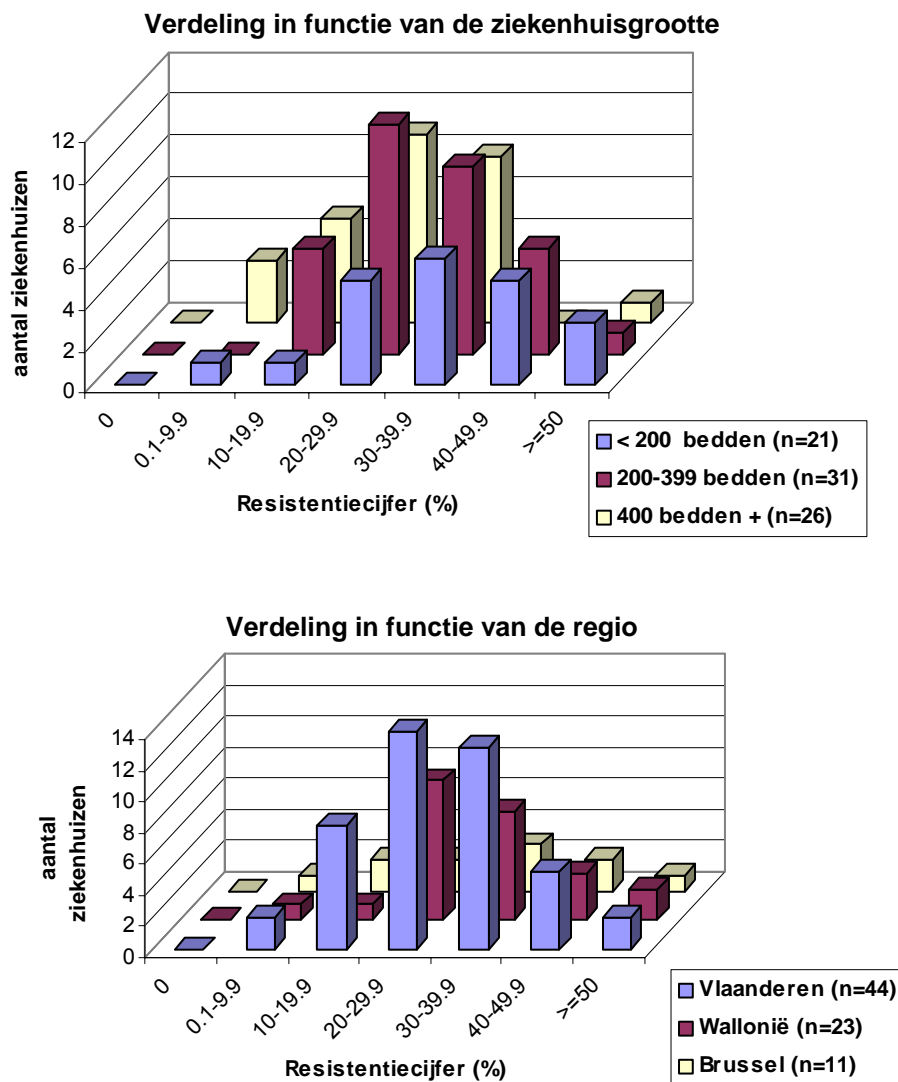 Verdeling in functie van de ziekenhuisgrootte
aantal ziekenhuizen
12
10
8
6
4
2
0
0
0.1-9.9
10-19.9
20-29.9
30-39.9
40-49.9
>=50
Resistentiecijfer (%)
< 200 bedden (n=21)
200-399 bedden (n=31)
400 bedden + (n=26)
Verdeling in functie van de regio
aantal
ziekenhuizen
14
12
10
8
6
4
2
0
0
0.1-9.9
10-19.9
20-29.9
30-39.9
40-49.9
>=50
Resistentiecijfer (%)
Vlaanderen (n=44)
Wallonië (n=23)
Brussel (n=11)